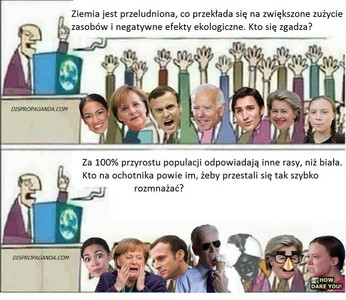 Ziemia jest przeludniona, co przekłada się na zwiększone zużycie
zasobów i negatywne efekty ekologiczne. Kto się zgadza?
DISPROPAGANDA.COM
Za 100% przyrostu populacji odpowiadają inne rasy, niż biała.
Kto na ochotnika powie im, żeby przestali się tak szybko
rozmnażać?
DISPROPAGANDA.COM
HOW
DARE YOU!